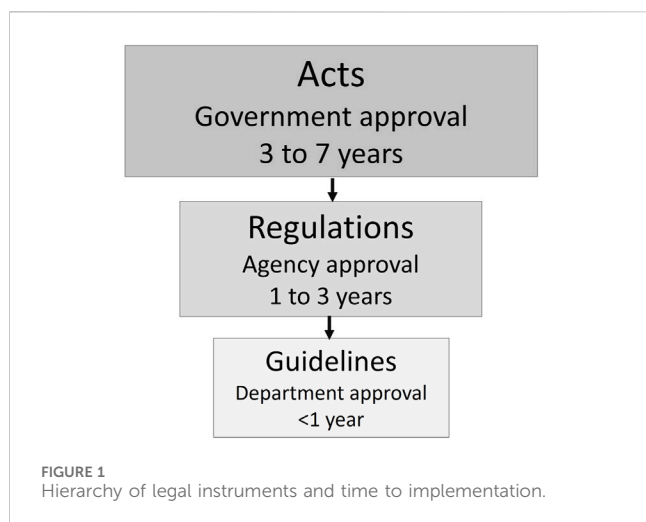 Acts
Government approval
3 to 7 years
Regulations
Agency approval
1 to 3 years
Guidelines
Department approval
<1 year
FIGURE 1
Hierarchy of legal instruments and time to implementation.